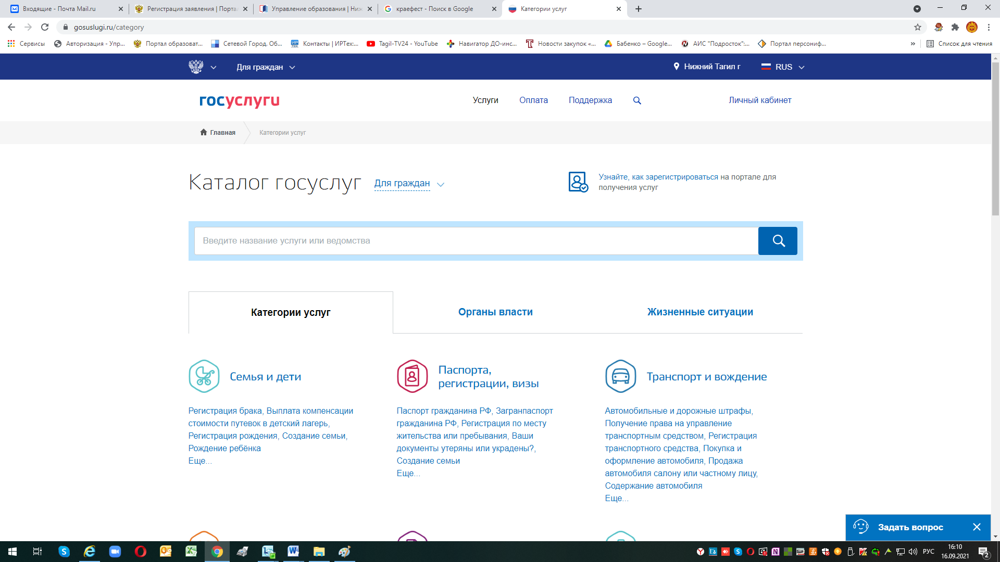 Входящие - Почта Mail.ru
Регистрация заявления | Порта
Управление образования | Ниж
краефест - Поиск в Google
Категории услуг
gosuslugi.ru/category
Сервисы
Авторизация - Упр...
Портал образоват...
Сетевой Город. Об...
Контакты | ИРТех:...
Tagil-TV24 - YouTube
Навигатор ДО-инс...
Новости закупок «...
Бабенко – Google...
АИС "Подросток":...
Портал персониф...
»
Список для чтения
Для граждан
Нижний Тагил г
RUS
госуслуги
Услуги
Оплата
Поддержка
Личный кабинет
Главная
Категории услуг
Каталог госуслуг
Для граждан
Узнайте, как зарегистрироваться на портале для
получения услуг
Введите название услуги или ведомства
Категории услуг
Органы власти
Жизненные ситуации
Семья и дети
Регистрация брака, Выплата компенсации
стоимости путевок в детский лагерь,
Регистрация рождения, Создание семьи,
Рождение ребёнка
Еще...
Паспорта,
регистрации, визы
Паспорт гражданина РФ, Загранпаспорт
гражданина РФ, Регистрация по месту
жительства или пребывания, Ваши
документы утеряны или украдены?,
Создание семьи
Еще...
Транспорт и вождение
Автомобильные и дорожные штрафы,
Получение права на управление
транспортным средством, Регистрация
транспортного средства, Покупка и
оформление автомобиля, Продажа
автомобиля салону или частному лицу,
Содержание автомобиля
Еще...
Задать вопрос
РУС
16:10
16.09.2021
2